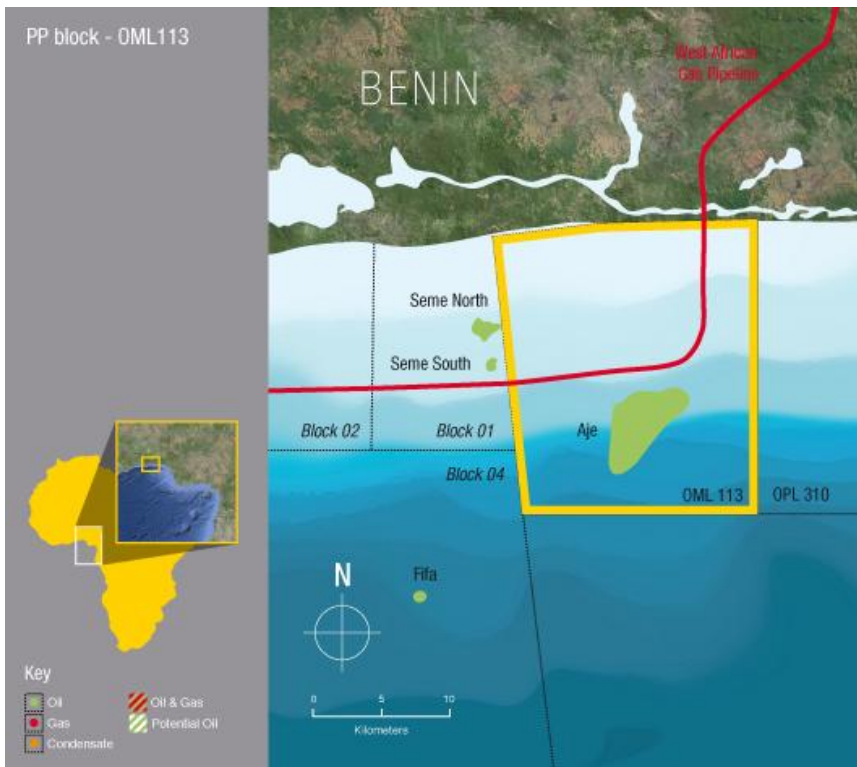 PP block - OML113
BENIN
West African
Gas Pipeline
Seme North
Seme South
Block 02
Block 01
Aje
Block 04
OML 113
OPL 310
Fifa
N
0 5 10
Kilometers
Key
Oil
Gas
Condensate
Oil & Gas
Potential Oil